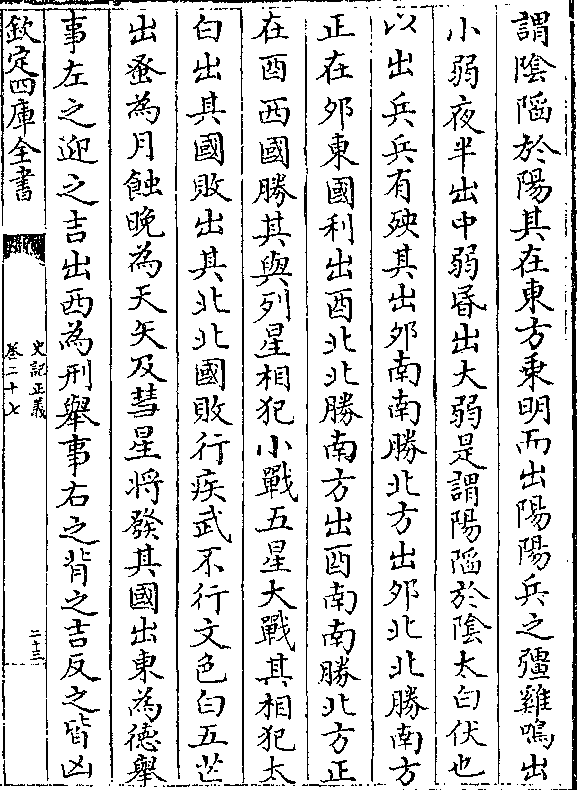 謂陰䧟於陽其在東方乗明而出陽陽兵之彊雞鳴出
小弱夜半出中弱昬出大弱是謂陽䧟於陰太白伏也
以出兵兵有殃其出夘南南勝北方出夘北北勝南方
正在夘東國利出酉北北勝南方出酉南南勝北方正
在酉西國勝其與列星相犯小戰五星大戰其相犯太
白出其國敗出其北北國敗行疾武不行文色白五芒
出蚤為月蝕晚為天矢及彗星将發其國出東為徳舉
事左之迎之吉出西為刑舉事右之背之吉反之皆凶
欽定四庫全書
史記正義
卷二十七
二十三